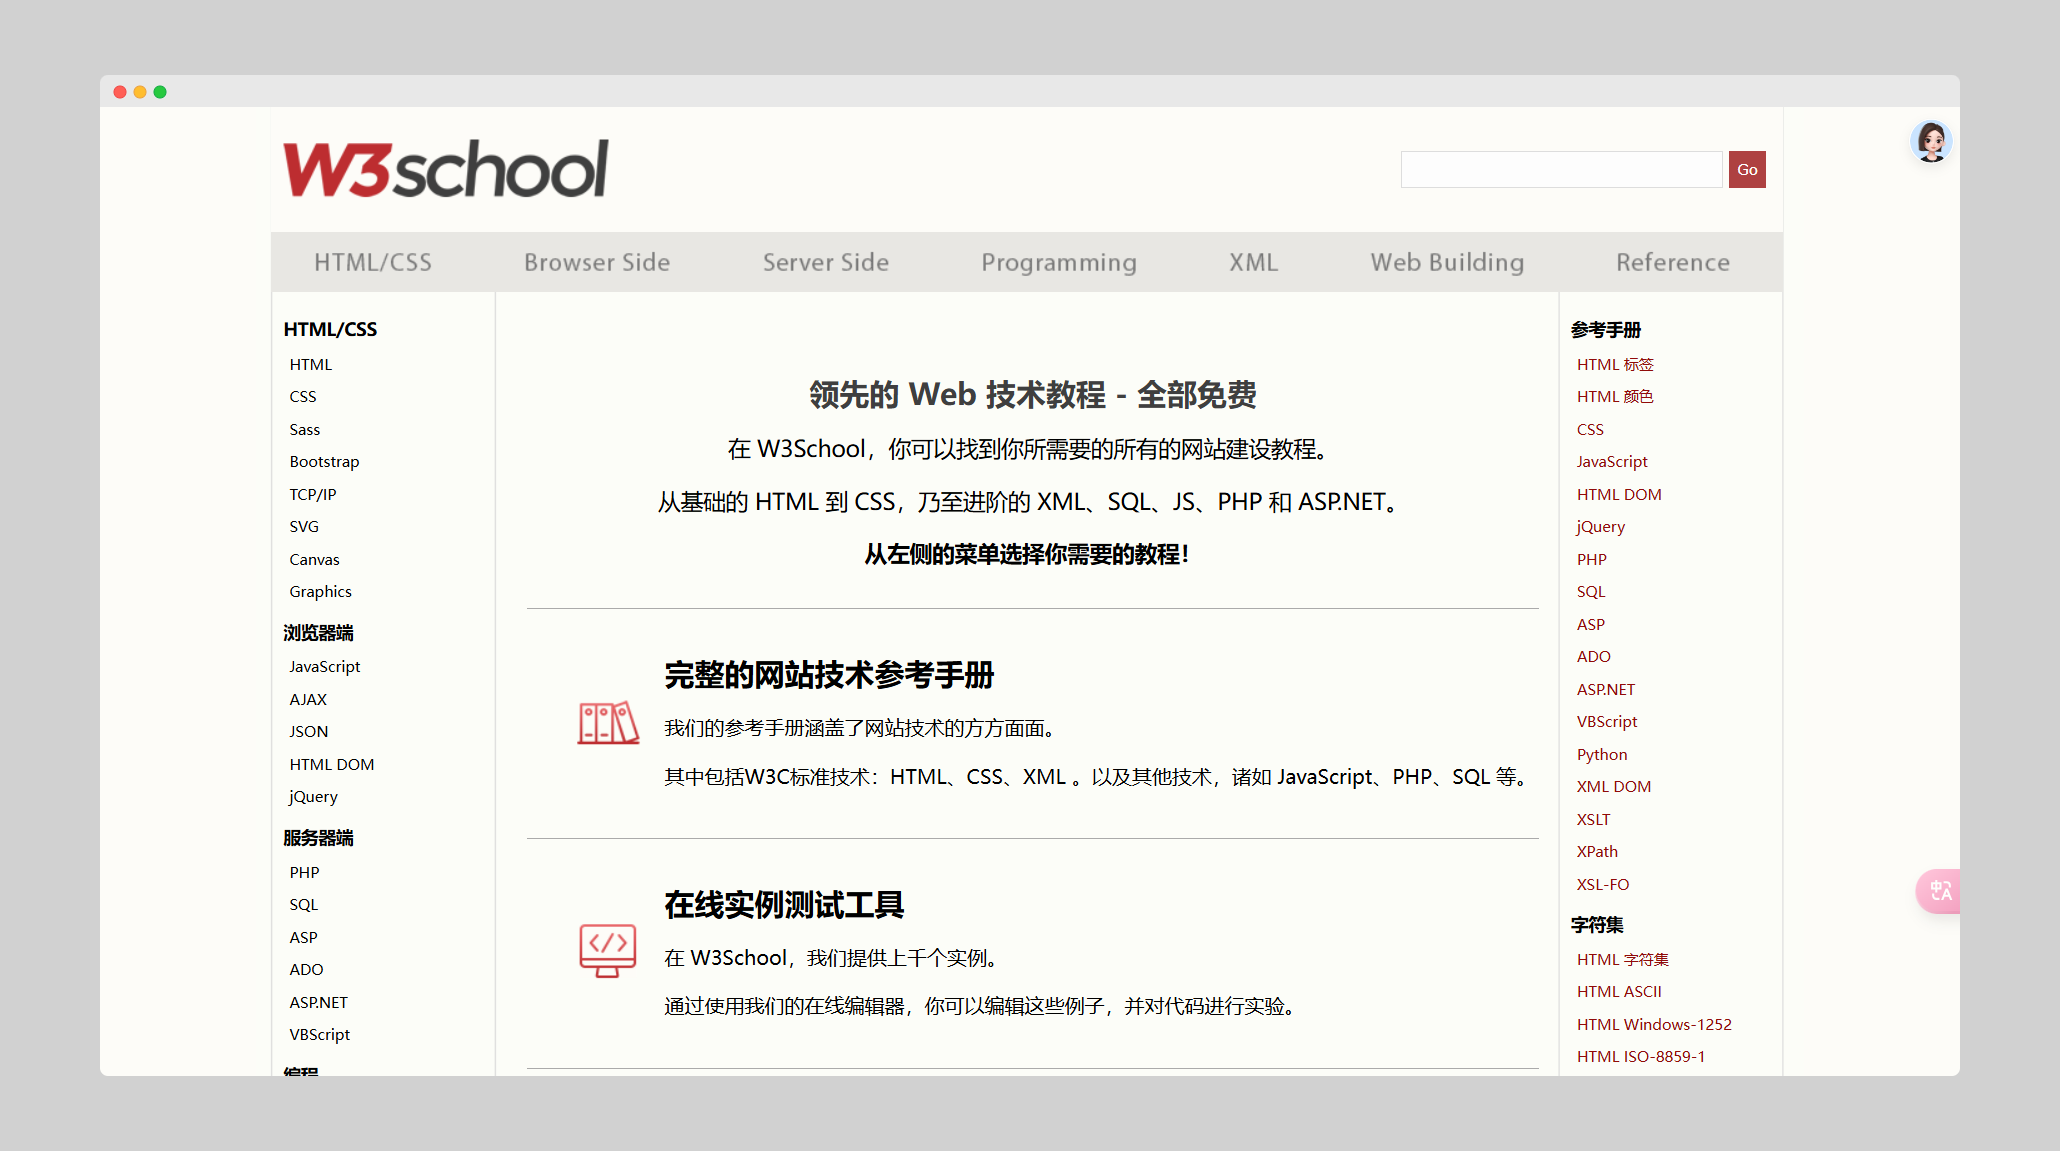 W3school
Go
HTML/CSS
Browser Side
Server Side
Programming
XML
Web Building
Reference
HTML/CSS
HTML
CSS
Sass
Bootstrap
TCP/IP
SVG
Canvas
Graphics
浏览器端
JavaScript
AJAX
JSON
HTML DOM
jQuery
服务器端
PHP
SQL
ASP
ADO
ASP.NET
VBScript
编程
领先的 Web 技术教程 - 全部免费
在 W3School，你可以找到你所需要的所有的网站建设教程。
从基础的 HTML 到 CSS，乃至进阶的 XML、SQL、JS、PHP 和 ASP.NET。
从左侧的菜单选择你需要的教程！
完整的网站技术参考手册
我们的参考手册涵盖了网站技术的方方面面。
其中包括W3C标准技术：HTML、CSS、XML 。以及其他技术，诸如 JavaScript、PHP、SQL 等。
在线实例测试工具
在 W3School，我们提供上千个实例。
通过使用我们的在线编辑器，你可以编辑这些例子，并对代码进行实验。
参考手册
HTML 标签
HTML 颜色
CSS
JavaScript
HTML DOM
jQuery
PHP
SQL
ASP
ADO
ASP.NET
VBScript
Python
XML DOM
XSLT
XPath
XSL-FO
字符集
HTML 字符集
HTML ASCII
HTML Windows-1252
HTML ISO-8859-1
中A